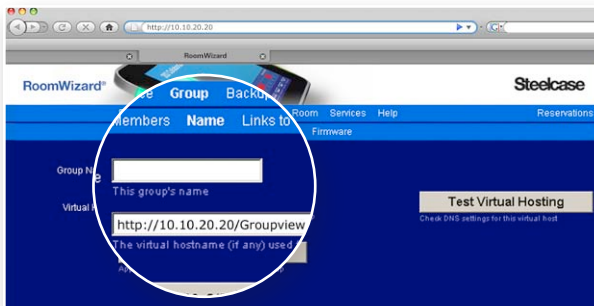 http://10.10.20.20
RoomWizard
RoomWizard®
Steelcase
Group Backup
Room Services Help
Reservations
Members Name Links to
Firmware
Group N
This group's name
Test Virtual Hosting
Virtual H
http://10.10.20.20/Groupview
Check DNS settings for this virtual host
The virtual hostname (if any) used